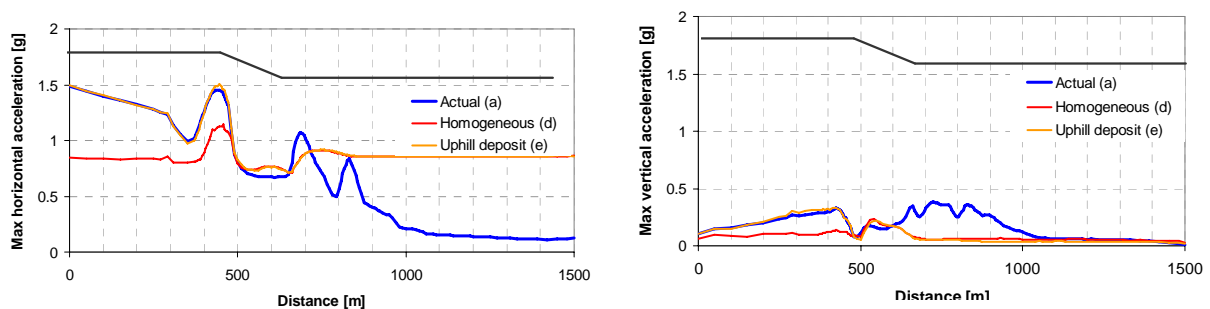 Max horizontal acceleration [g]
2
1.5
1
0.5
0
0 500 1000 1500
Distance [m]
Actual (a)
Homogeneous (d)
Uphill deposit (e)
Max vertical acceleration [g]
2
1.5
1
0.5
0
0 500 1000 1500
Distance [m]
Actual (a)
Homogeneous (d)
Uphill deposit (e)